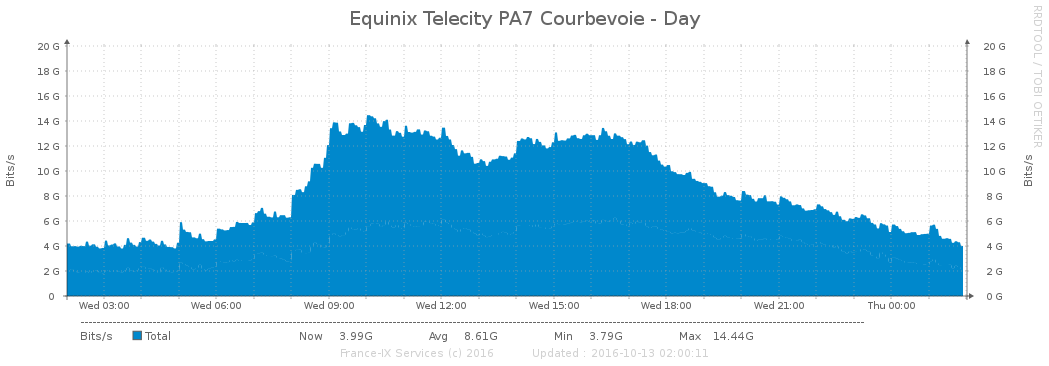 Equinix Telecity PA7 Courbevoie - Day
RRDTOOL / TOBI OETIKER
Bits/s
20 G 20 G
18 G 18 G
16 G 16 G
14 G 14 G
12 G 12 G
10 G 10 G
8 G 8 G
6 G 6 G
4 G 4 G
2 G 2 G
0 0 G
Bits/s
Wed 03:00 Wed 06:00 Wed 09:00 Wed 12:00 Wed 15:00 Wed 18:00 Wed 21:00 Thu 00:00
Bits/s Total Now 3.99G Avg 8.61G Min 3.79G Max 14.44G
France-IX Services (c) 2016 Updated : 2016-10-13 02:00:11